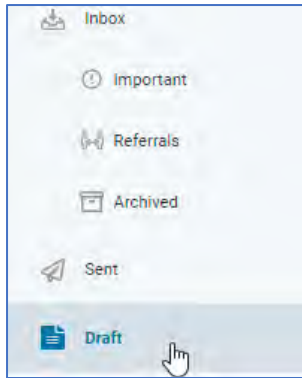 Inbox
Important
Referrals
Archived
Sent
Draft